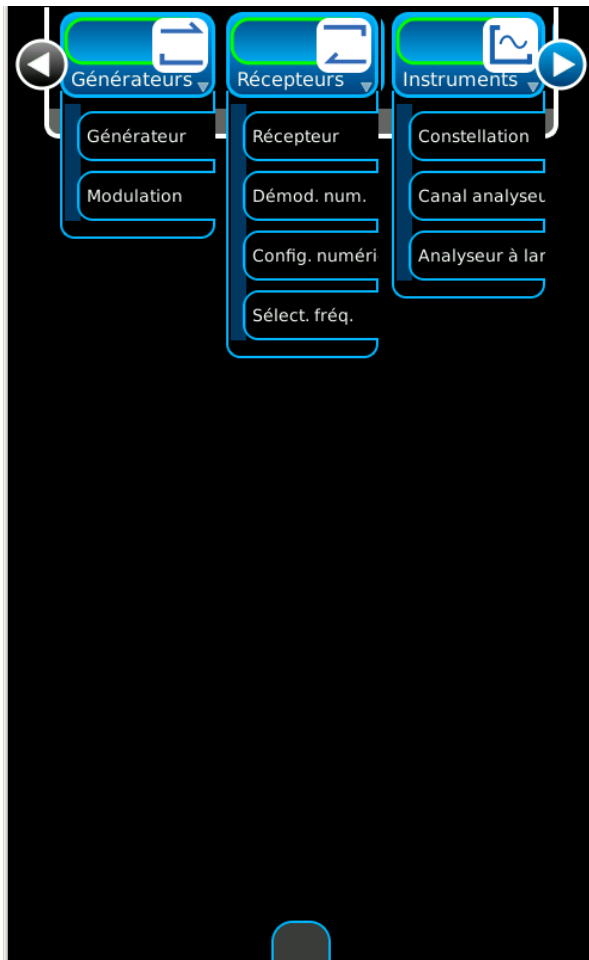 Générateurs
Récepteurs
Instruments
Générateur
Récepteur
Constellation
Modulation
Démod. num.
Canal analyseu
Config. numéri
Analyseur à lar
Sélect. fréq.